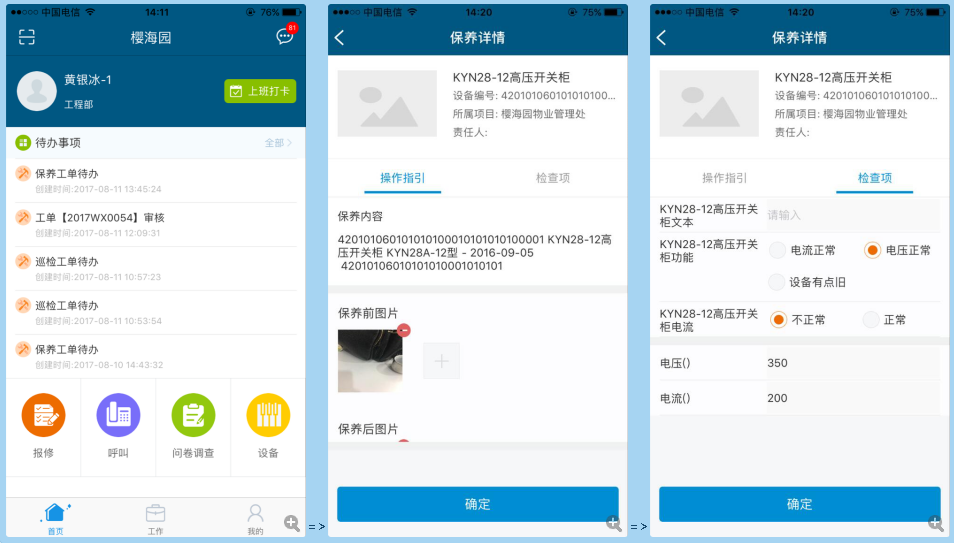 中国电信 14:11 76%
樱海园
81
黄银冰-1
工程部
上班打卡
待办事项
全部
保养工单待办
创建时间:2017-08-11 13:45:24
工单【2017WX0054】审核
创建时间:2017-08-11 12:09:31
巡检工单待办
创建时间:2017-08-11 10:57:23
巡检工单待办
创建时间:2017-08-11 10:53:54
保养工单待办
创建时间:2017-08-10 14:43:32
报修
呼叫
问卷调查
设备
首页
工作
我的
=>
中国电信 14:20 75%
保养详情
KYN28-12高压开关柜
设备编号: 420101060101010100...
所属项目: 樱海园物业管理处
责任人:
操作指引
检查项
保养内容
42010106010101010001010101010001 KYN28-12高
压开关柜 KYN28A-12型 - 2016-09-05
420101060101010100010101​01
保养前图片
保养后图片
确定
=>
中国电信 14:20 75%
保养详情
KYN28-12高压开关柜
设备编号: 420101060101010100...
所属项目: 樱海园物业管理处
责任人:
操作指引
检查项
KYN28-12高压开关
柜文本
请输入
KYN28-12高压开关
柜功能
电流正常
电压正常
设备有点旧
KYN28-12高压开关
柜电流
不正常
正常
电压()
350
电流()
200
确定